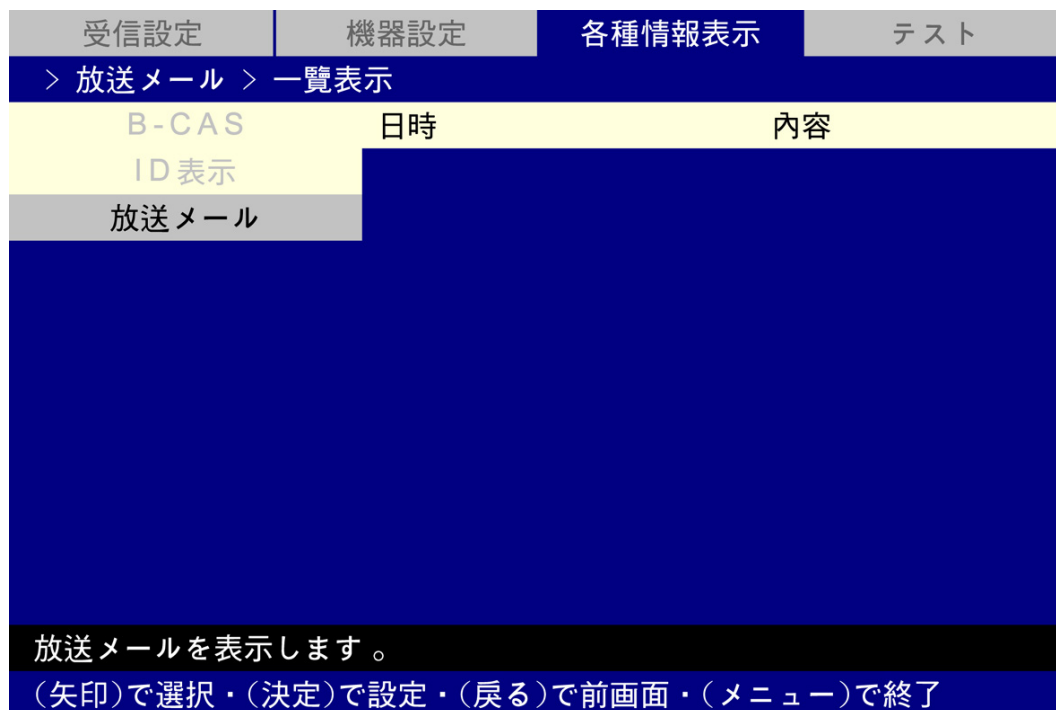 受信設定 機器設定 各種情報表示 テスト
> 放送メール > 一覽表示
B-CAS 日時 內容
ID表示
放送メール
放送メールを表示します。
(矢印)で選択・(決定)で設定・(戻る)で前画面・(メニュー)で終了